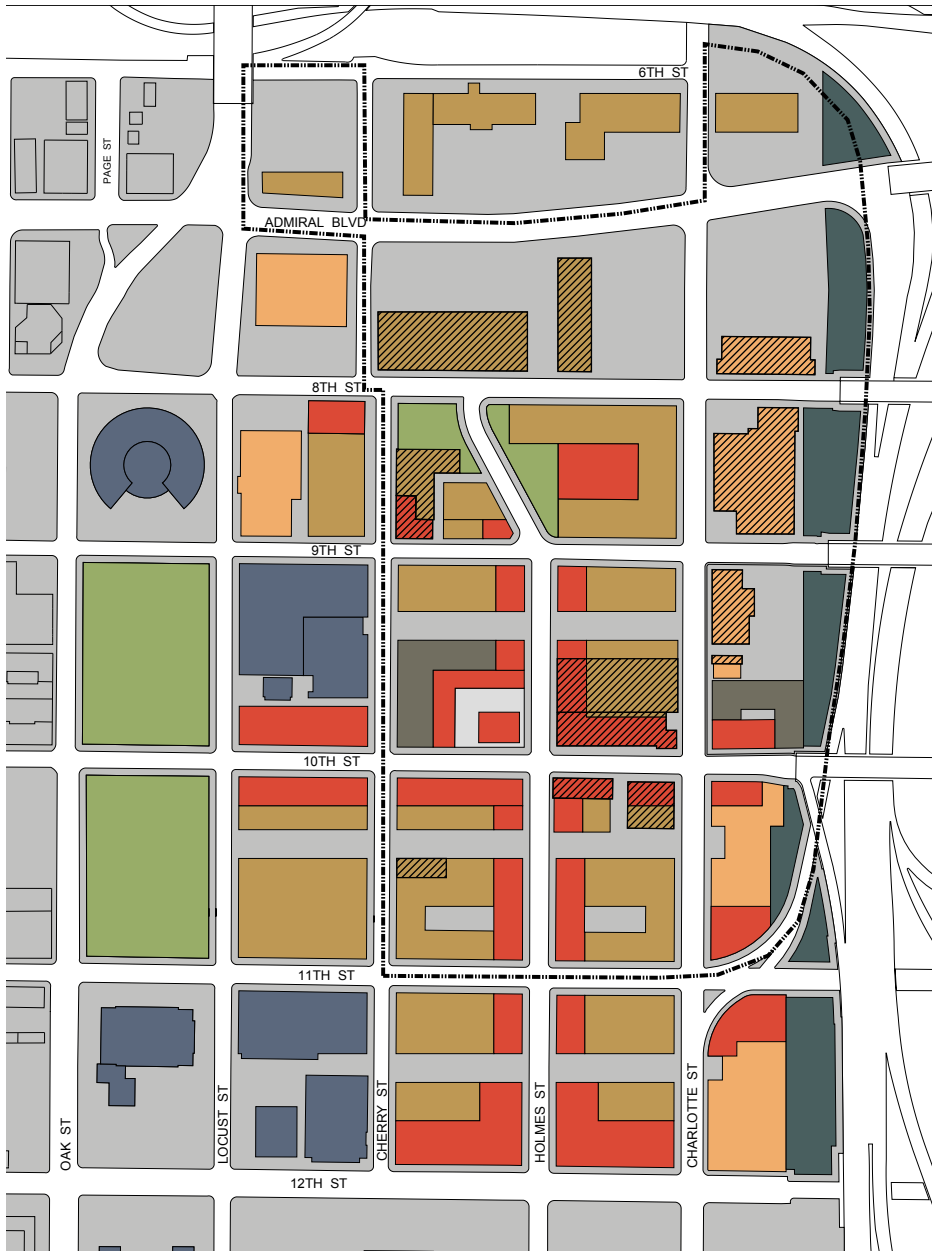 6TH ST
PAGE ST
ADMIRAL BLVD
8TH ST
9TH ST
10TH ST
11TH ST
OAK ST
LOCUST ST
CHERRY ST
HOLMES ST
CHARLOTTE ST
12TH ST